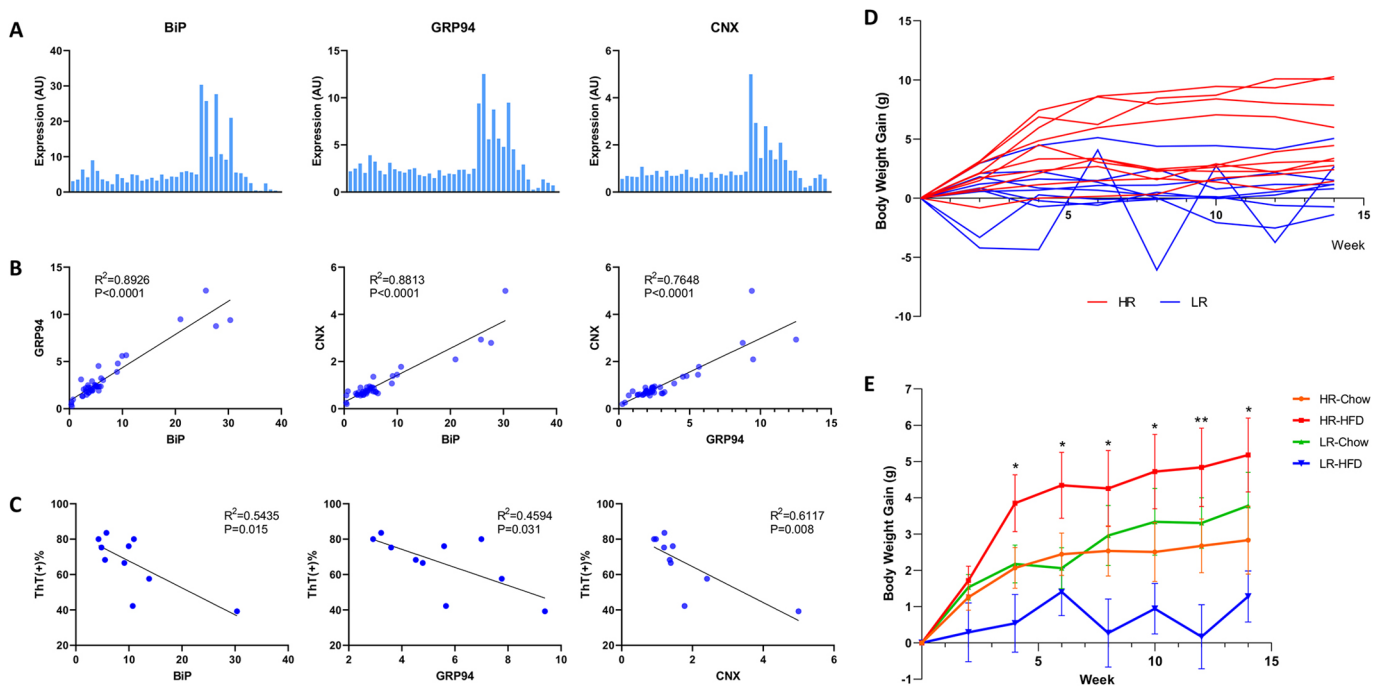 A
BiP
GRP94
CNX
Expression (AU)
40
30
20
10
0
Expression (AU)
15
10
5
0
Expression (AU)
6
4
2
0
B
GRP94
15
10
5
0
R²=0.8926
P<0.0001
0 10 20 30 40
BiP
CNX
6
4
2
0
R²=0.8813
P<0.0001
0 10 20 30 40
BiP
CNX
6
4
2
0
R²=0.7648
P<0.0001
0 5 10 15
GRP94
C
ThT(+)%
100
80
60
40
20
R²=0.5435
P=0.015
0 10 20 30 40
BiP
ThT(+)%
100
80
60
40
20
R²=0.4594
P=0.031
2 4 6 8 10
GRP94
ThT(+)%
100
80
60
40
20
R²=0.6117
P=0.008
0 2 4 6
CNX
D
Body Weight Gain (g)
15
10
5
0
-5
-10
5 10 15
Week
HR LR
E
Body Weight Gain (g)
7
6
5
4
3
2
1
0
-1
* * * * ** *
5 10 15
Week
HR-Chow
HR-HFD
LR-Chow
LR-HFD